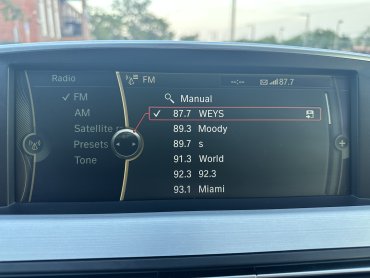 Radio
FM
--:-- 87.7
✓ FM
AM
Satellite
Presets
Tone
Manual
✓ 87.7 WEYS
89.3 Moody
89.7 s
91.3 World
92.3 92.3
93.1 Miami